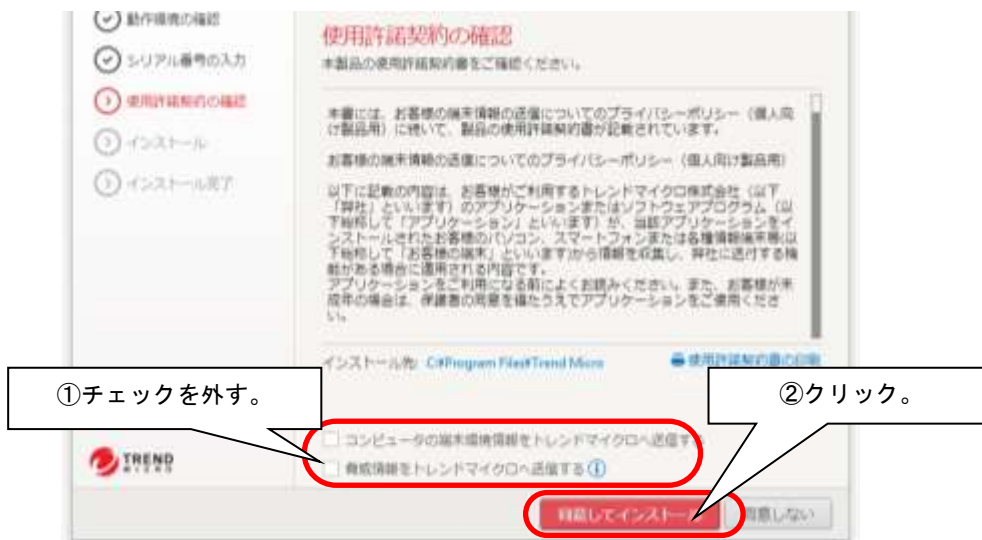 動作環境の確認
シリアル番号の入力
使用許諾契約の確認
インストール
インストール完了
使用許諾契約の確認
本製品の使用許諾契約書をご確認ください。
本書には、お客様の端末情報の送信についてのプライバシーポリシー（個人向
け製品用）に続いて、製品の使用許諾契約書が記載されています。
お客様の端末情報の送信についてのプライバシーポリシー（個人向け製品用）
以下に記載の内容は、お客様がご利用するトレンドマイクロ株式会社（以下
「弊社」といいます）のアプリケーションまたはソフトウェアプログラム（以
下総称して「アプリケーション」といいます）が、当該アプリケーションをイ
ンストールされたお客様のパソコン、スマートフォンまたは各種情報端末等(以
下総称して「お客様の端末」といいます)から情報を収集し、弊社に送付する機
能がある場合に適用される内容です。
アプリケーションをご利用になる前によくお読みください。また、お客様が未
成年の場合は、保護者の同意を得たうえでアプリケーションをご使用くださ
い。
インストール先: C:¥Program Files¥Trend Micro
使用許諾契約書の印刷
①チェックを外す。
②クリック。
コンピュータの端末環境情報をトレンドマイクロへ送信する
脅威情報をトレンドマイクロへ送信する
TREND
MICRO
同意してインストール
同意しない